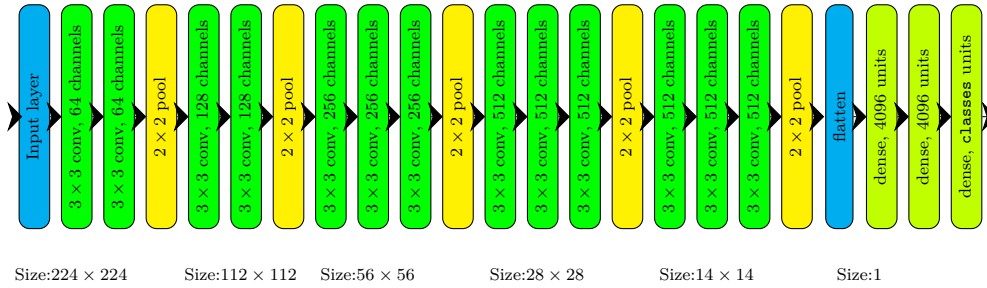 Input layer
3 × 3 conv, 64 channels
3 × 3 conv, 64 channels
2 × 2 pool
3 × 3 conv, 128 channels
3 × 3 conv, 128 channels
2 × 2 pool
3 × 3 conv, 256 channels
3 × 3 conv, 256 channels
3 × 3 conv, 256 channels
2 × 2 pool
3 × 3 conv, 512 channels
3 × 3 conv, 512 channels
3 × 3 conv, 512 channels
2 × 2 pool
3 × 3 conv, 512 channels
3 × 3 conv, 512 channels
3 × 3 conv, 512 channels
2 × 2 pool
flatten
dense, 4096 units
dense, 4096 units
dense, classes units
Size:224 × 224
Size:112 × 112
Size:56 × 56
Size:28 × 28
Size:14 × 14
Size:1